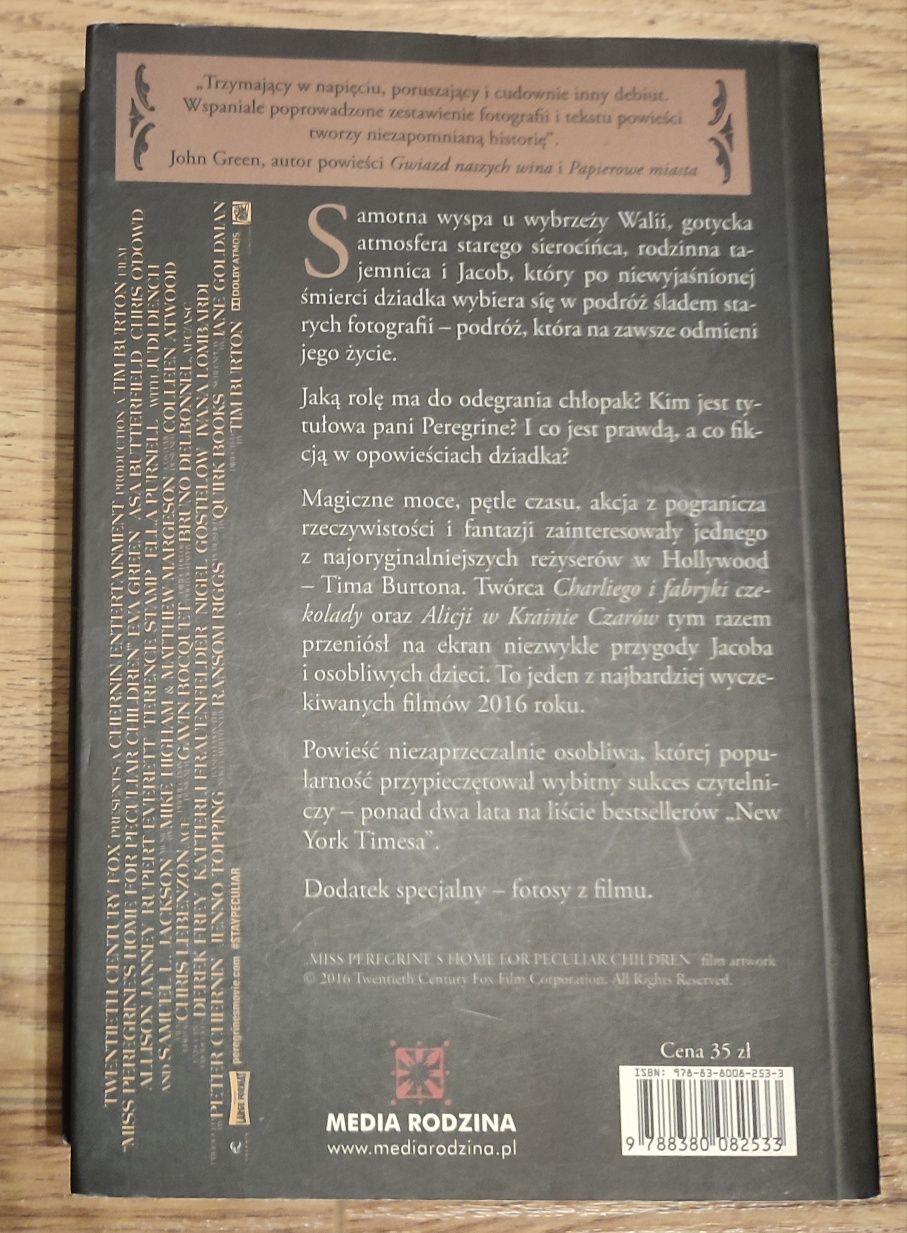 „Trzymający w napięciu, poruszający i cudownie inny debiut.
Wspaniale poprowadzone zestawienie fotografii i tekstu powieści
tworzy niezapomnianą historię”.
John Green, autor powieści Gwiazd naszych wina i Papierowe miasta
Samotna wyspa u wybrzeży Walii, gotycka
atmosfera starego sierocińca, rodzinna ta-
jemnica i Jacob, który po niewyjaśnionej
śmierci dziadka wybiera się w podróż śladem sta-
rych fotografii – podróż, która na zawsze odmieni
jego życie.
Jaką rolę ma do odegrania chłopak? Kim jest ty-
tułowa pani Peregrine? I co jest prawdą, a co fik-
cją w opowieściach dziadka?
Magiczne moce, pętle czasu, akcja z pogranicza
rzeczywistości i fantazji zainteresowały jednego
z najoryginalniejszych reżyserów w Hollywood
– Tima Burtona. Twórca Charliego i fabryki cze-
kolady oraz Alicji w Krainie Czarów tym razem
przeniósł na ekran niezwykłe przygody Jacoba
i osobliwych dzieci. To jeden z najbardziej wycze-
kiwanych filmów 2016 roku.
Powieść niezaprzeczalnie osobliwa, której popu-
larność przypieczętował wybitny sukces czytelni-
czy – ponad dwa lata na liście bestsellerów „New
York Timesa”.
Dodatek specjalny – fotosy z filmu.
„MISS PEREGRINE'S HOME FOR PECULIAR CHILDREN” film artwork
© 2016 Twentieth Century Fox Film Corporation. All Rights Reserved.
MEDIA RODZINA
www.mediarodzina.pl
Cena 35 zł
ISBN: 978-83-8008-253-3
9 788380 082533
TWENTIETH CENTURY FOX PRESENTS A CHERNIN ENTERTAINMENT PRODUCTION A TIM BURTON FILM
"MISS PEREGRINE'S HOME FOR PECULIAR CHILDREN" EVA GREEN ASA BUTTERFIELD CHRIS O'DOWD
ALLISON JANNEY RUPERT EVERETT TERENCE STAMP ELLA PURNELL WITH JUDI DENCH
AND SAMUEL L. JACKSON MIKE HIGHAM & MATTHEW MARGESON COLLEEN ATWOOD
CHRIS LEBENZON ACE GAVIN BOCQUET BRUNO DELBONNEL, AFC/ASC
DEREK FREY KATTERLI FRAUENFELDER NIGEL GOSTELOW IVANA LOMBARDI
PETER CHERNIN JENNO TOPPING RANSOM RIGGS QUIRK BOOKS JANE GOLDMAN
TIM BURTON
peregrinesmovie.com #STAYPECULIAR
DOLBY ATMOS